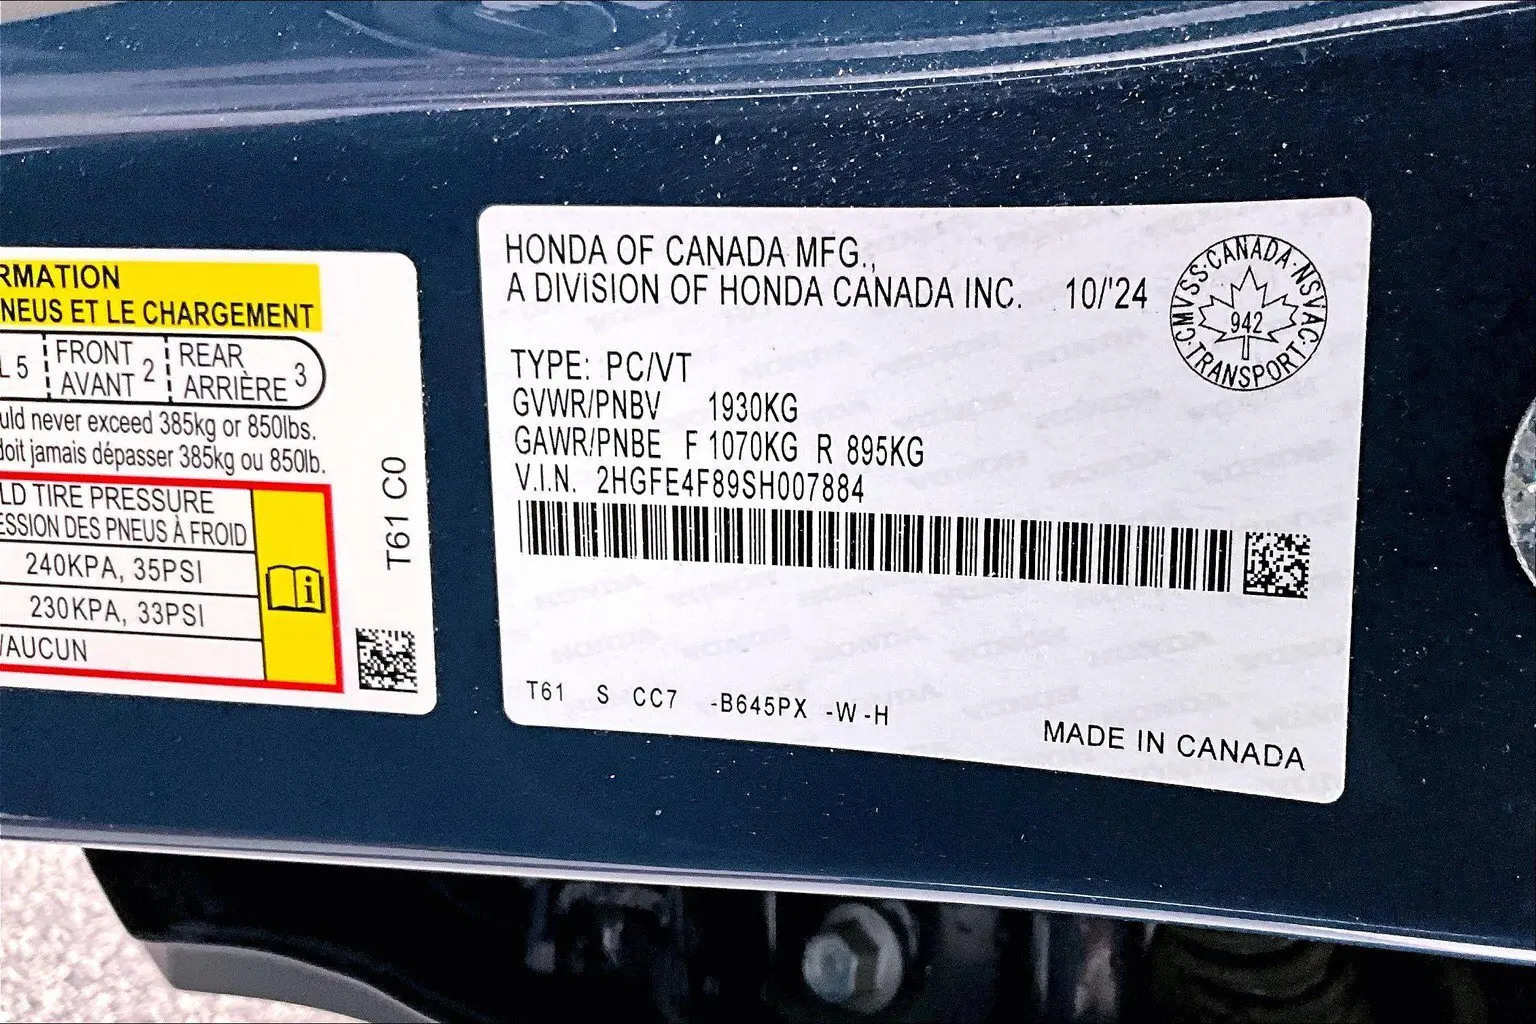 RMATION
NEUS ET LE CHARGEMENT
L 5 FRONT AVANT 2 REAR ARRIÈRE 3
uld never exceed 385kg or 850lbs.
doit jamais dépasser 385kg ou 850lb.
LD TIRE PRESSURE
ESSION DES PNEUS À FROID
240KPA, 35PSI
230KPA, 33PSI
/AUCUN
T61 C0
HONDA OF CANADA MFG.,
A DIVISION OF HONDA CANADA INC. 10/'24
CMVSS·CANADA·NSVAC·TRANSPORT·
942
TYPE: PC/VT
GVWR/PNBV 1930KG
GAWR/PNBE F 1070KG R 895KG
V.I.N. 2HGFE4F89SH007884
T61 S CC7 -B645PX -W -H
MADE IN CANADA